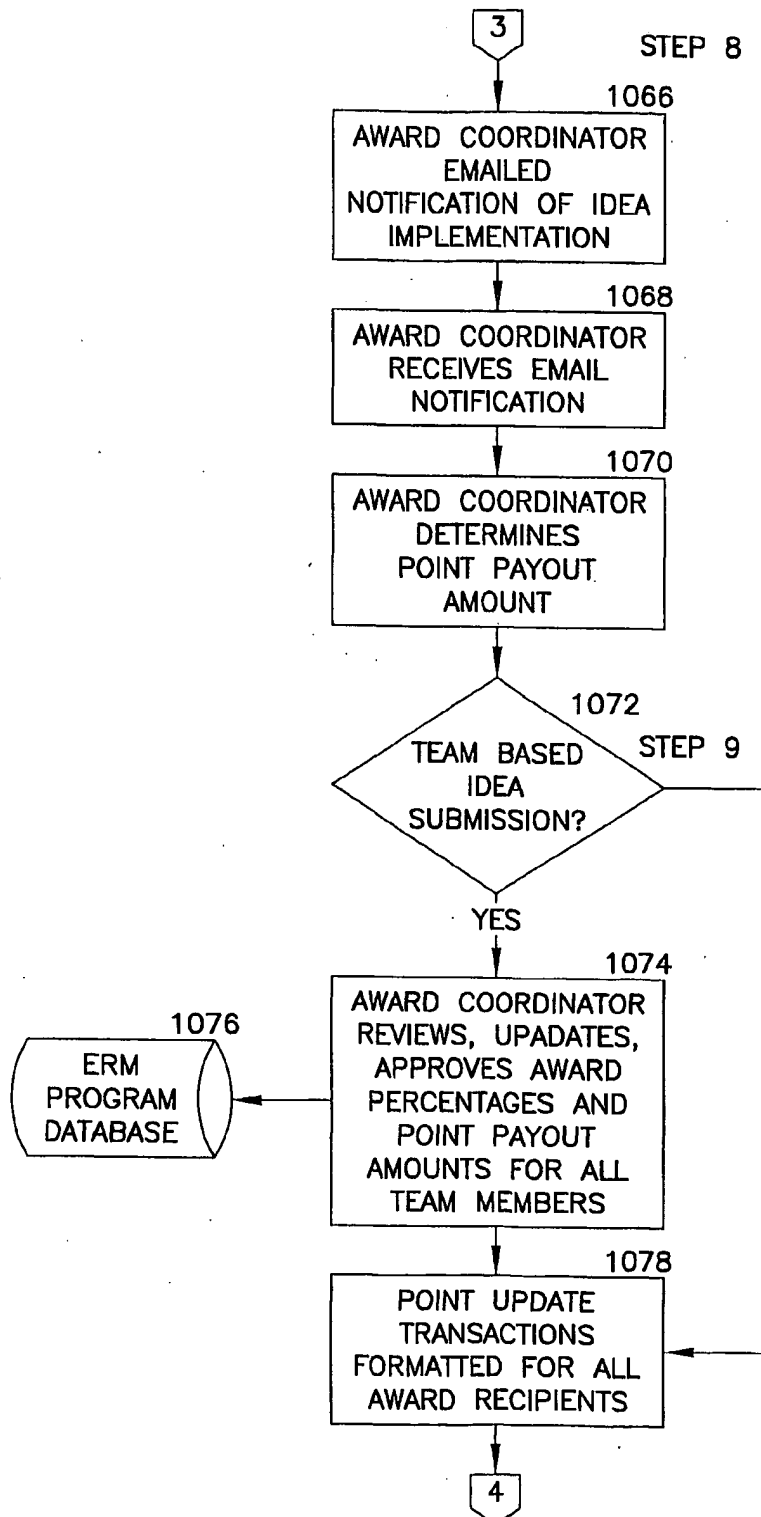 3
STEP 8
1066
AWARD COORDINATOR
EMAILED
NOTIFICATION OF IDEA
IMPLEMENTATION
1068
AWARD COORDINATOR
RECEIVES EMAIL
NOTIFICATION
1070
AWARD COORDINATOR
DETERMINES
POINT PAYOUT
AMOUNT
1072
STEP 9
TEAM BASED
IDEA
SUBMISSION?
YES
1074
AWARD COORDINATOR
REVIEWS, UPADATES,
APPROVES AWARD
PERCENTAGES AND
POINT PAYOUT
AMOUNTS FOR ALL
TEAM MEMBERS
1076
ERM
PROGRAM
DATABASE
1078
POINT UPDATE
TRANSACTIONS
FORMATTED FOR ALL
AWARD RECIPIENTS
4